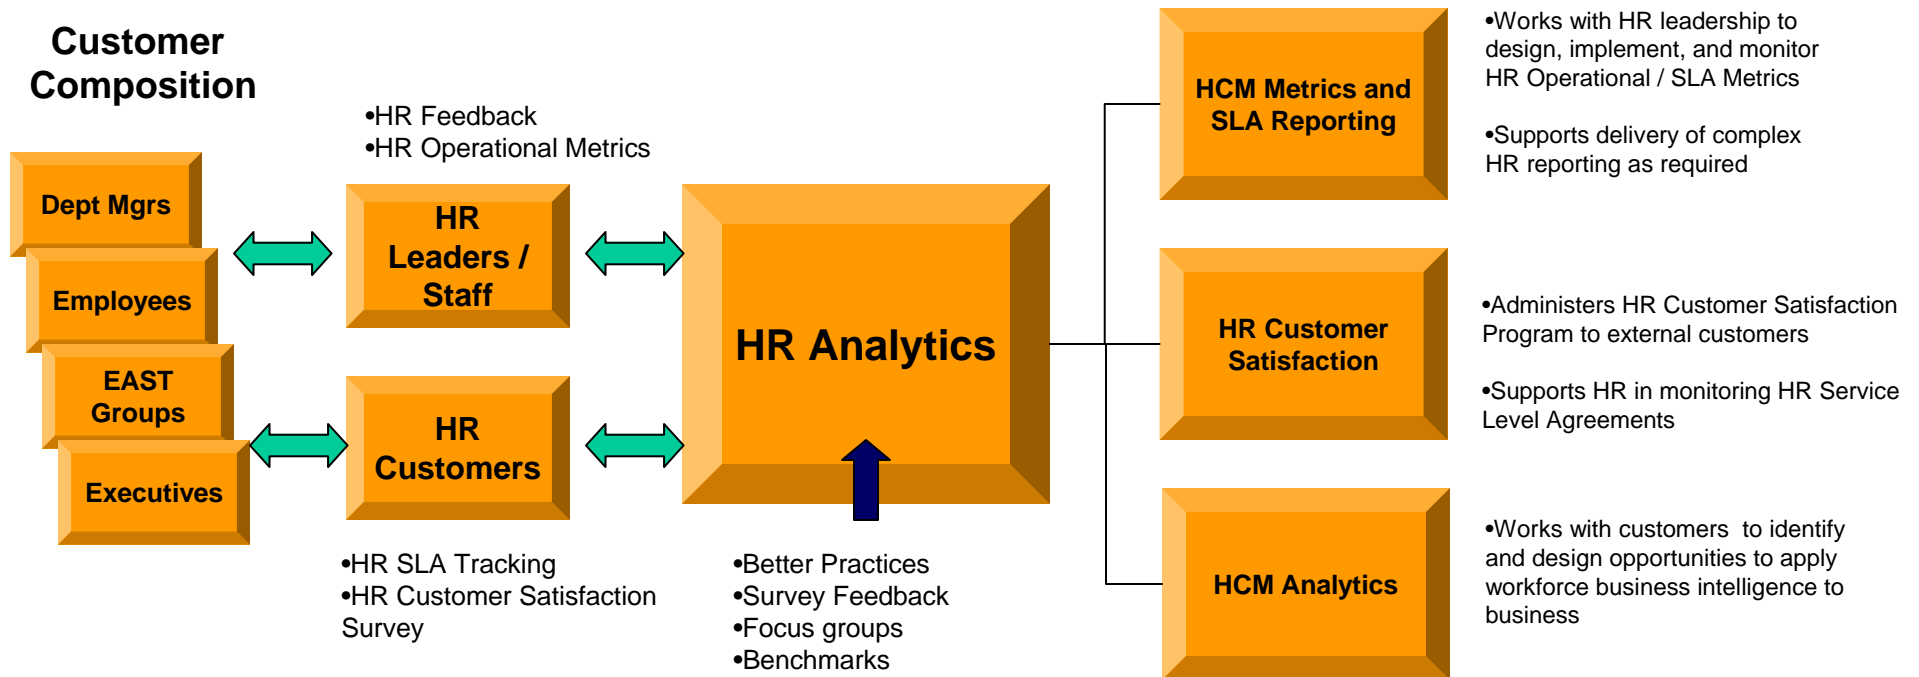 Customer
Composition
Dept Mgrs
Employees
EAST
Groups
Executives
•HR Feedback
•HR Operational Metrics
HR
Leaders /
Staff
HR
Customers
•HR SLA Tracking
•HR Customer Satisfaction
Survey
HR Analytics
•Better Practices
•Survey Feedback
•Focus groups
•Benchmarks
HCM Metrics and
SLA Reporting
•Works with HR leadership to
design, implement, and monitor
HR Operational / SLA Metrics
•Supports delivery of complex
HR reporting as required
HR Customer
Satisfaction
•Administers HR Customer Satisfaction
Program to external customers
•Supports HR in monitoring HR Service
Level Agreements
HCM Analytics
•Works with customers  to identify
and design opportunities to apply
workforce business intelligence to
business